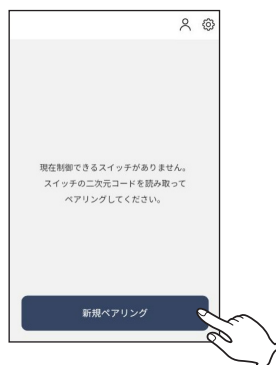 現在制御できるスイッチがありません。
スイッチの二次元コードを読み取って
ペアリングしてください。
新規ペアリング